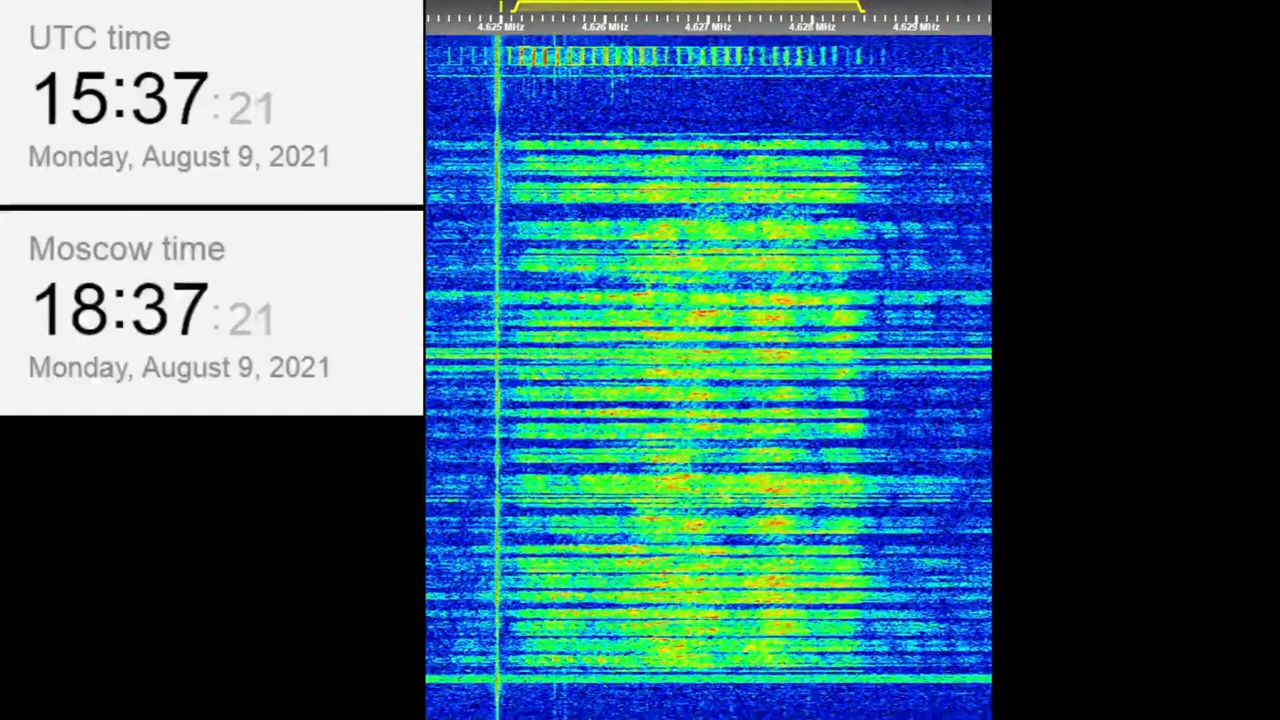 UTC time
15:37:21
Monday, August 9, 2021
Moscow time
18:37:21
Monday, August 9, 2021
4.625 MHz 4.626 MHz 4.627 MHz 4.628 MHz 4.629 MHz